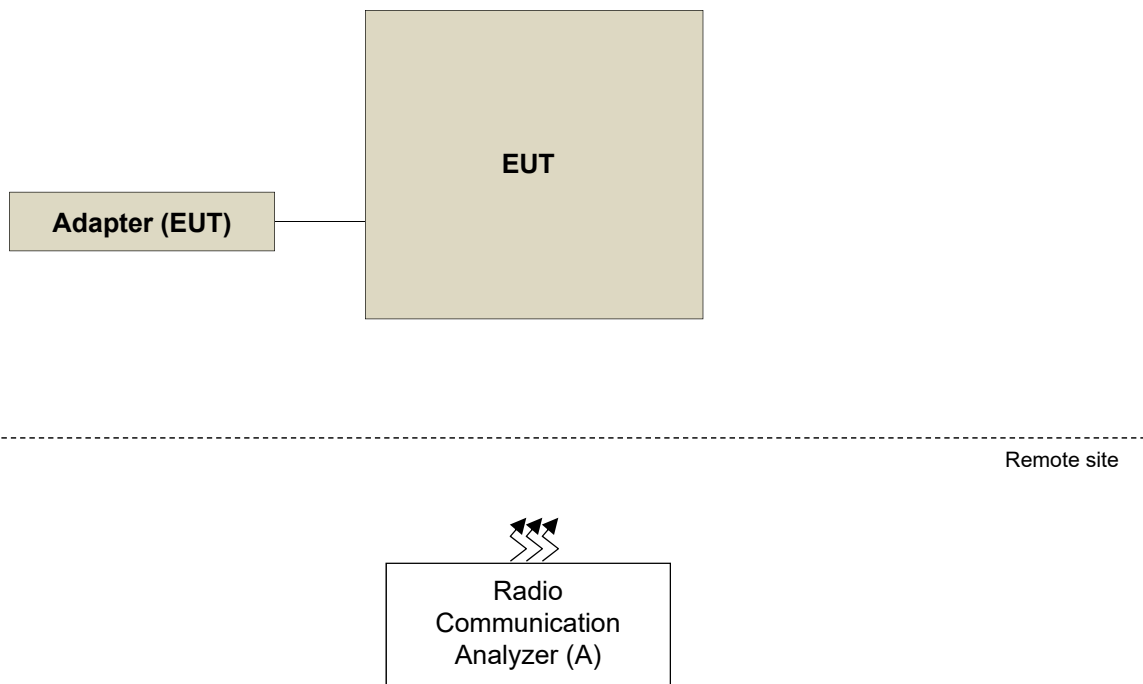 EUT
Adapter (EUT)
Remote site
Radio
Communication
Analyzer (A)